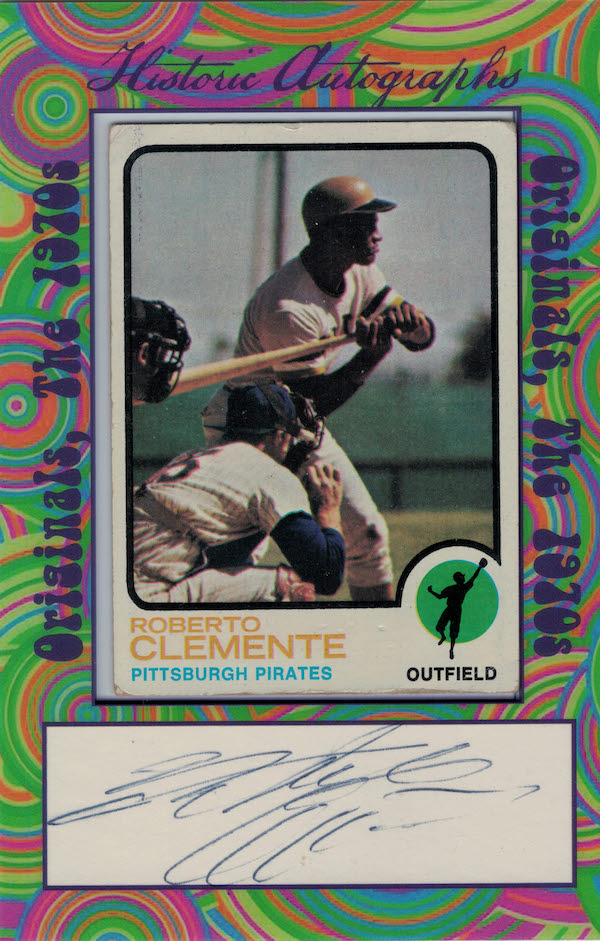 Historic Autographs
Originals, The 1970s
Originals, The 1970s
ROBERTO
CLEMENTE
PITTSBURGH PIRATES
OUTFIELD